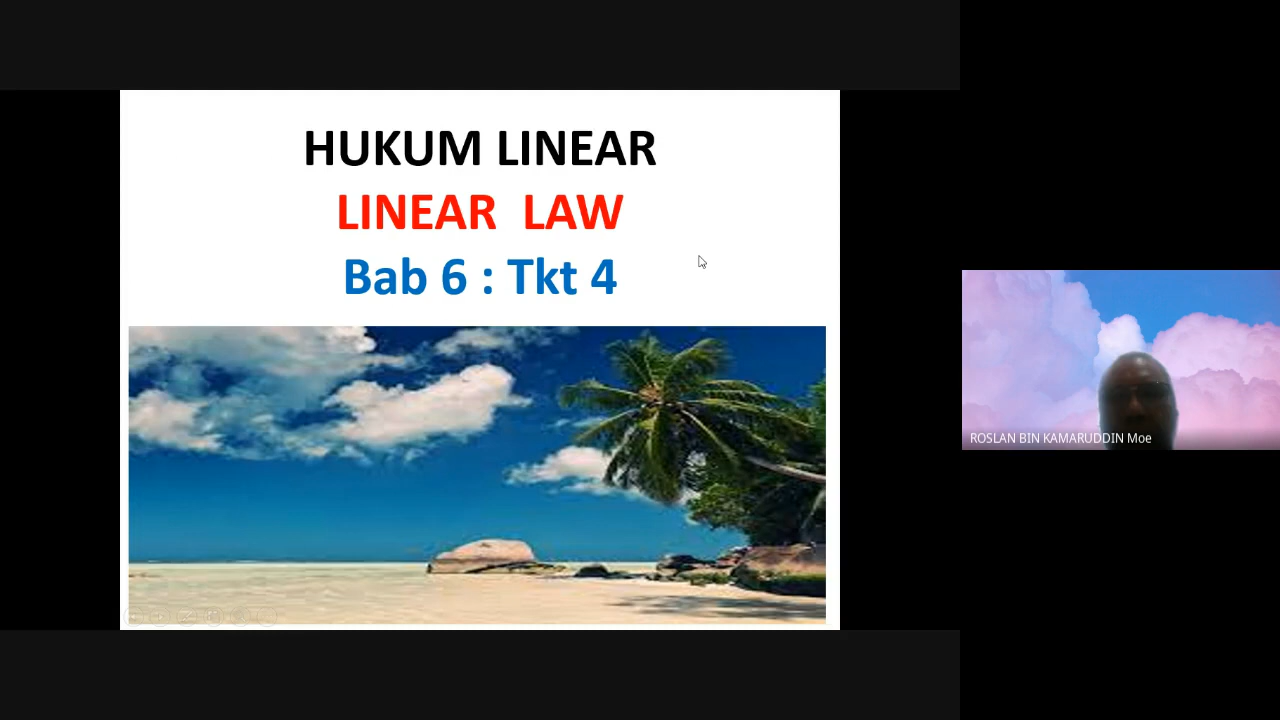 HUKUM LINEAR
LINEAR LAW
Bab 6 : Tkt 4
ROSLAN BIN KAMARUDDIN Moe